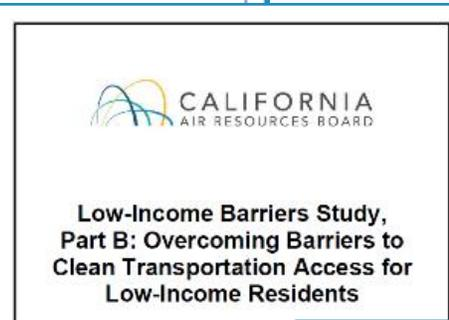 CALIFORNIA
AIR RESOURCES BOARD
Low-Income Barriers Study,
Part B: Overcoming Barriers to
Clean Transportation Access for
Low-Income Residents